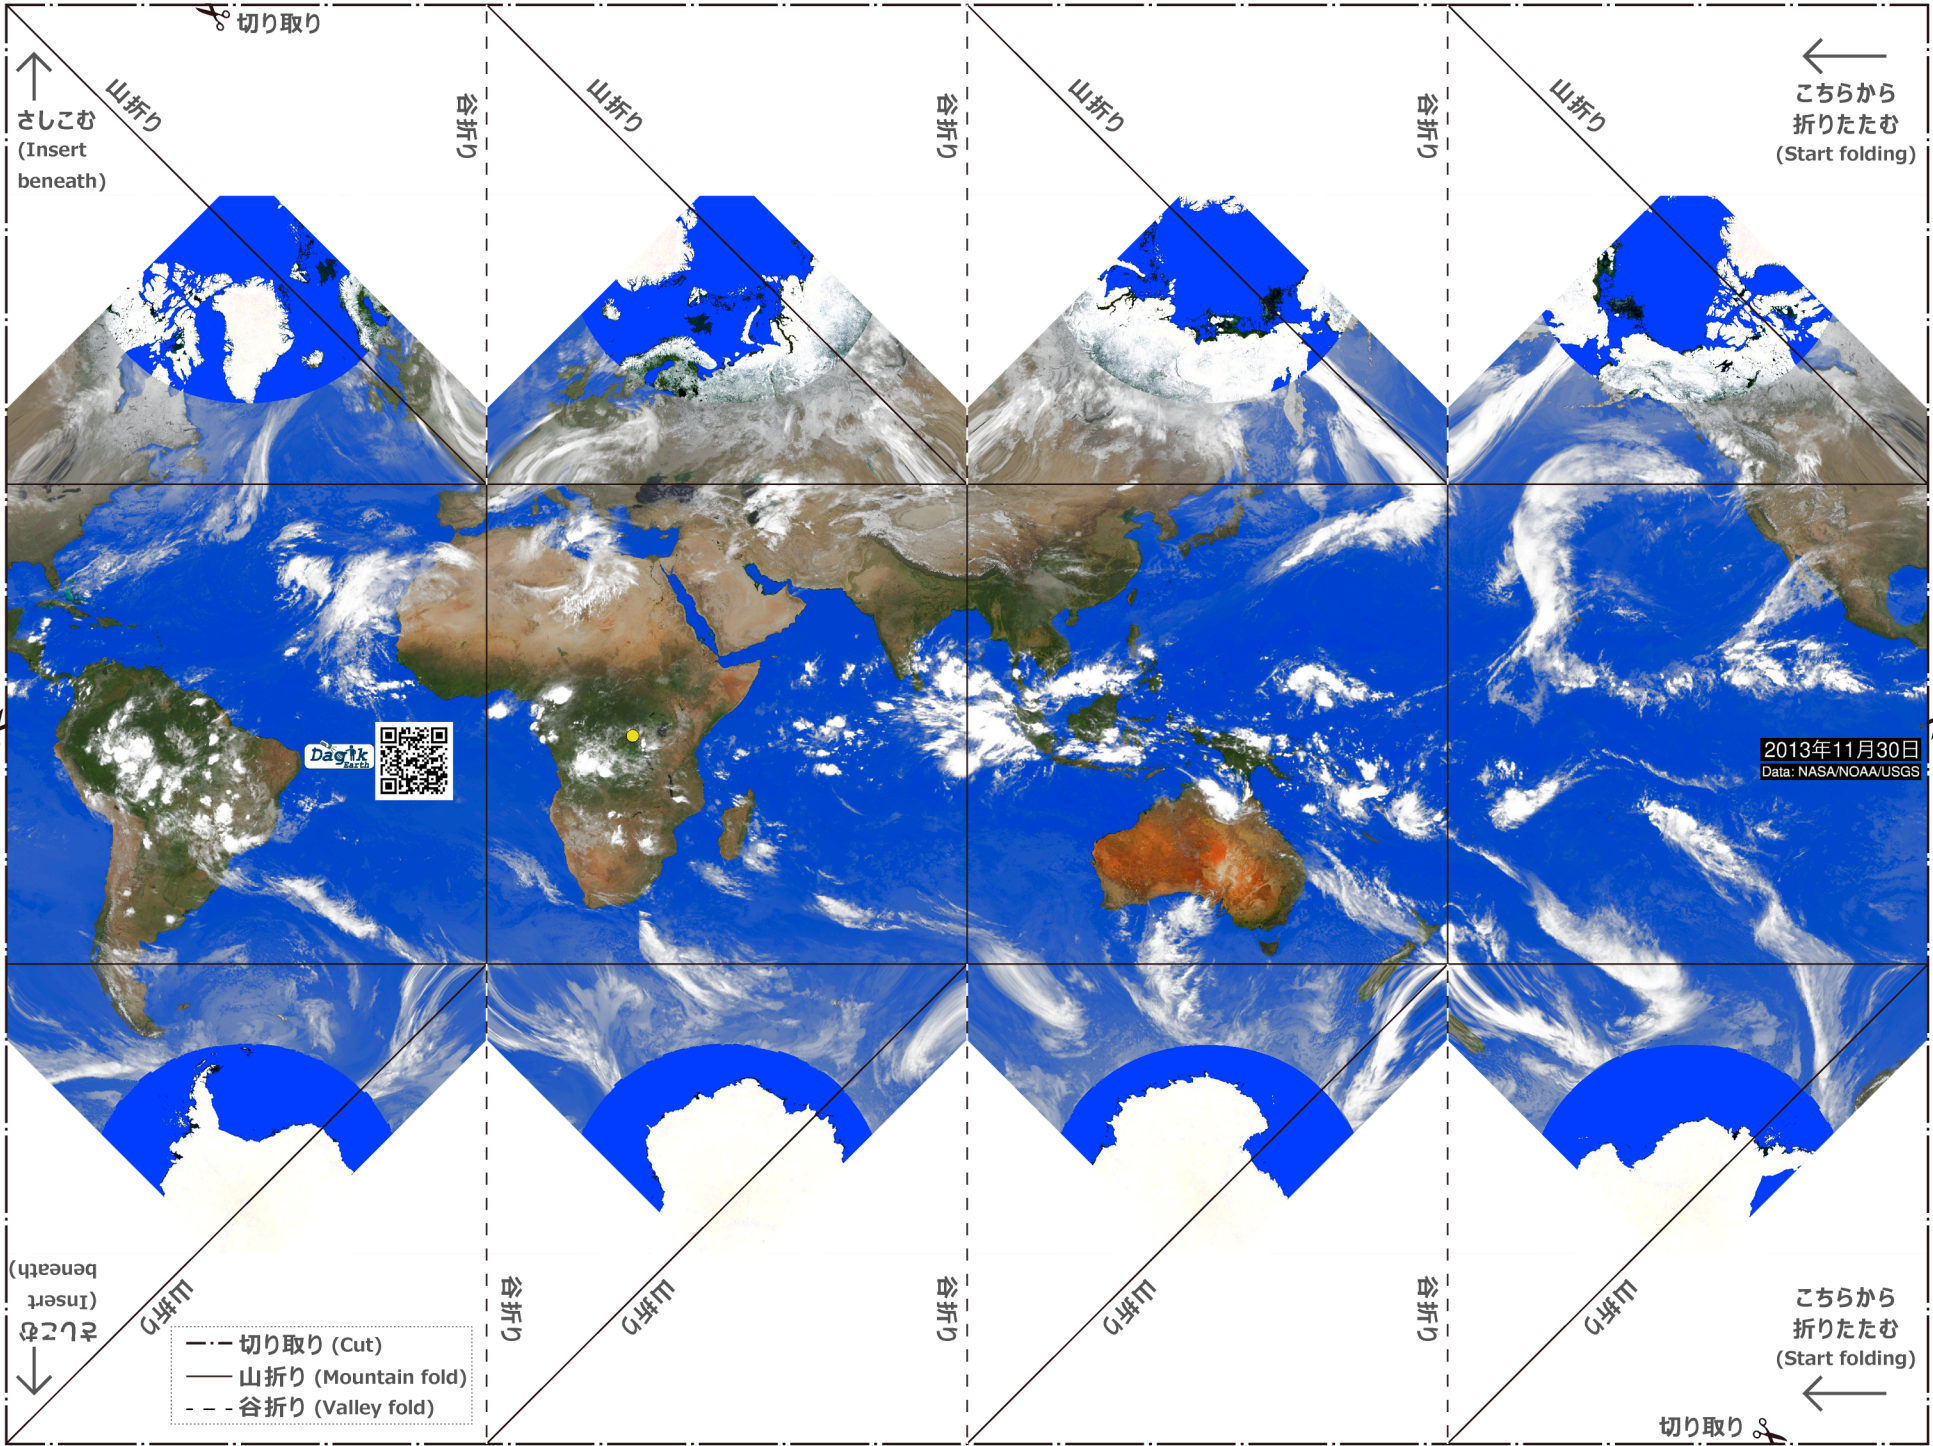 切り取り
山折り
谷折り
山折り
谷折り
山折り
谷折り
山折り
さしこむ
(Insert
beneath)
こちらから
折りたたむ
(Start folding)
Dagik
Earth
2013年11月30日
Data: NASA/NOAA/USGS
さしこむ
(Insert
beneath)
山折り
谷折り
山折り
谷折り
山折り
谷折り
山折り
こちらから
折りたたむ
(Start folding)
切り取り (Cut)
山折り (Mountain fold)
谷折り (Valley fold)
切り取り